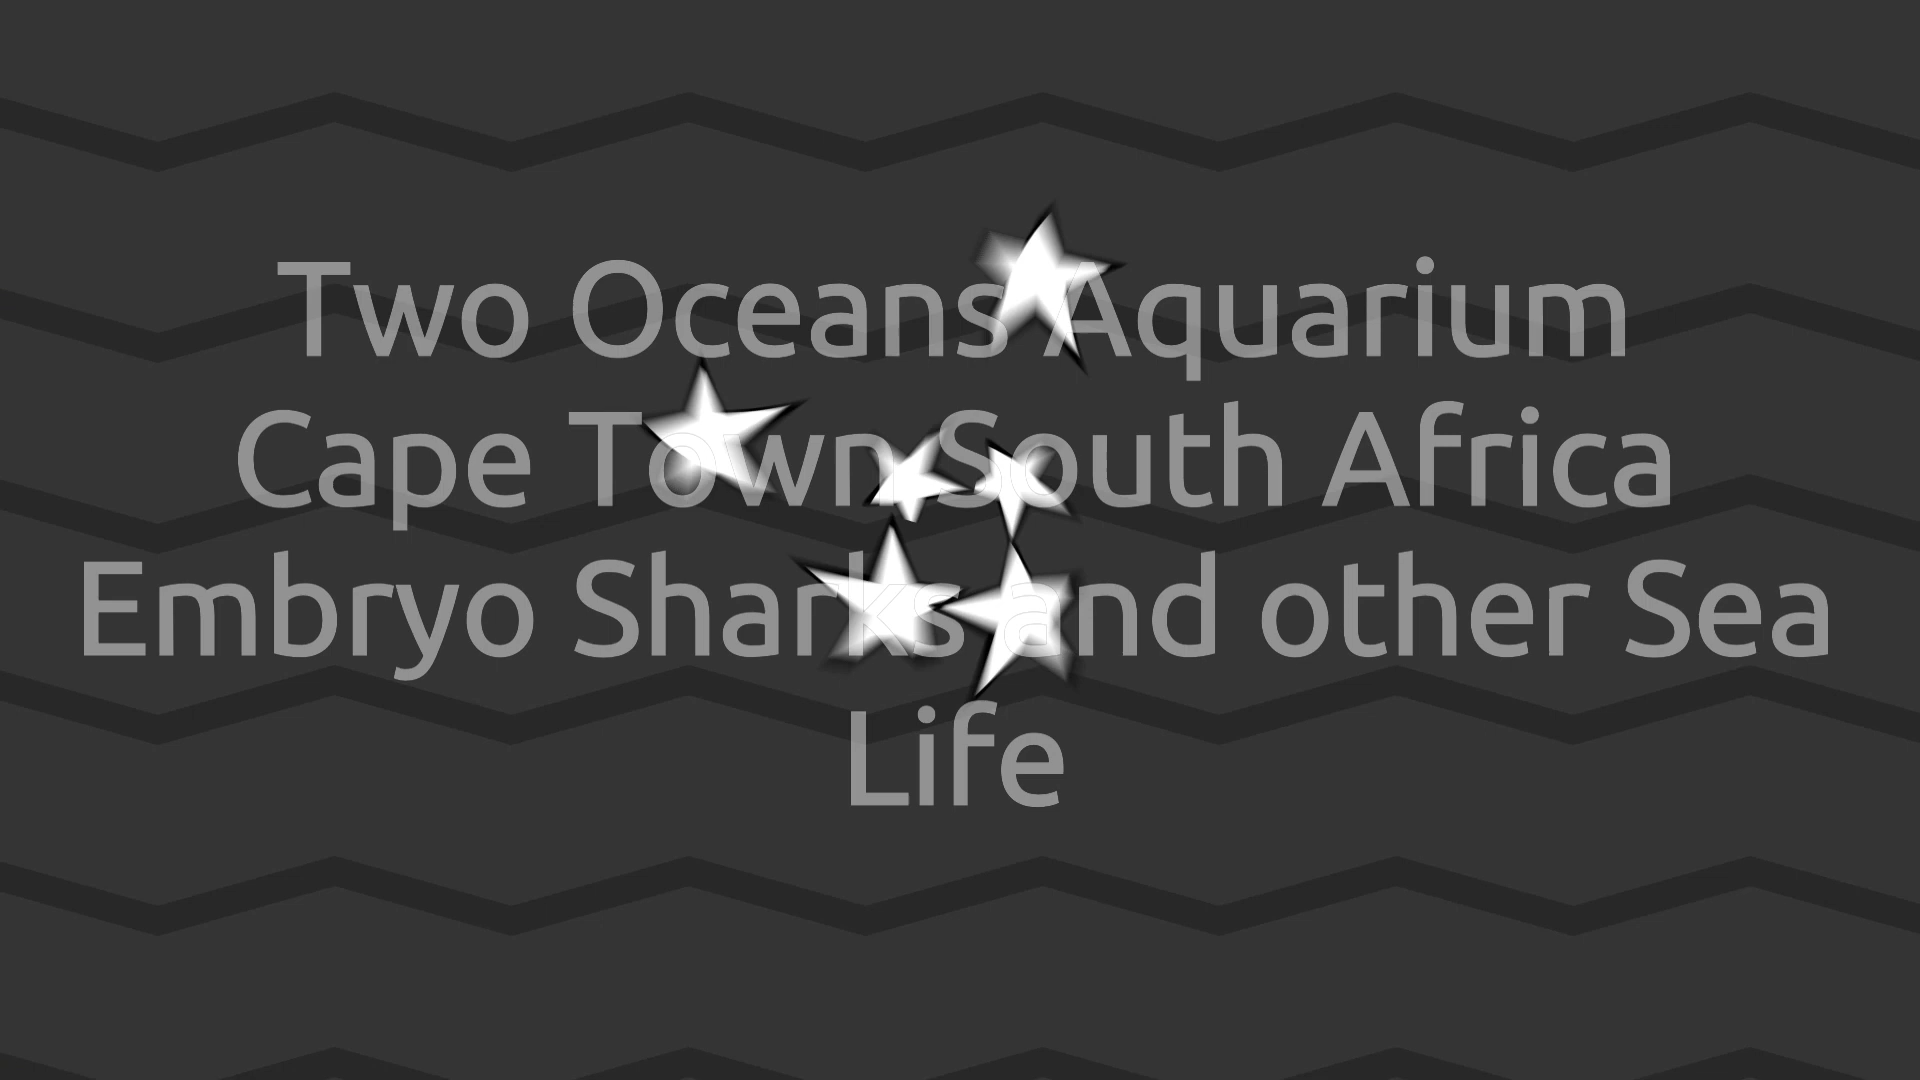 Two Oceans Aquarium
Cape Town South Africa
Embryo Sharks and other Sea
Life